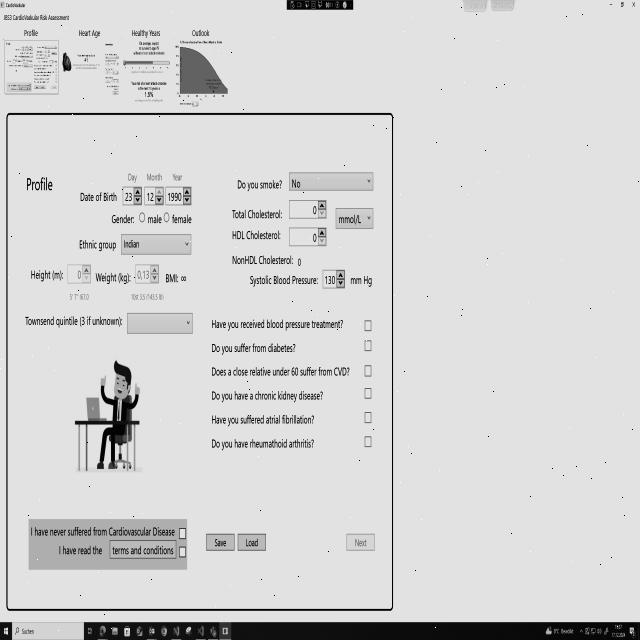 CardioVascular
JBS3 CardioVascular Risk Assessment
Profile
Heart Age
Healthy Years
Outlook
Day Month Year
Profile
Date of Birth 23 12 1990
Gender: male female
Ethnic group Indian
Height (m): 0 Weight (kg): 0,13 BMI: ∞
5' 7" (67.0 10st 3.5 (143.5 lb)
Townsend quintile (3 if unknown):
Do you smoke? No
Total Cholesterol: 0
mmol/L
HDL Cholesterol: 0
NonHDL Cholesterol: 0
Systolic Blood Pressure: 130 mm Hg
Have you received blood pressure treatment?
Do you suffer from diabetes?
Does a close relative under 60 suffer from CVD?
Do you have a chronic kidney disease?
Have you suffered atrial fibrillation?
Do you have rheumathoid arthritis?
I have never suffered from Cardiovascular Disease
I have read the terms and conditions
Save Load Next
Suchen